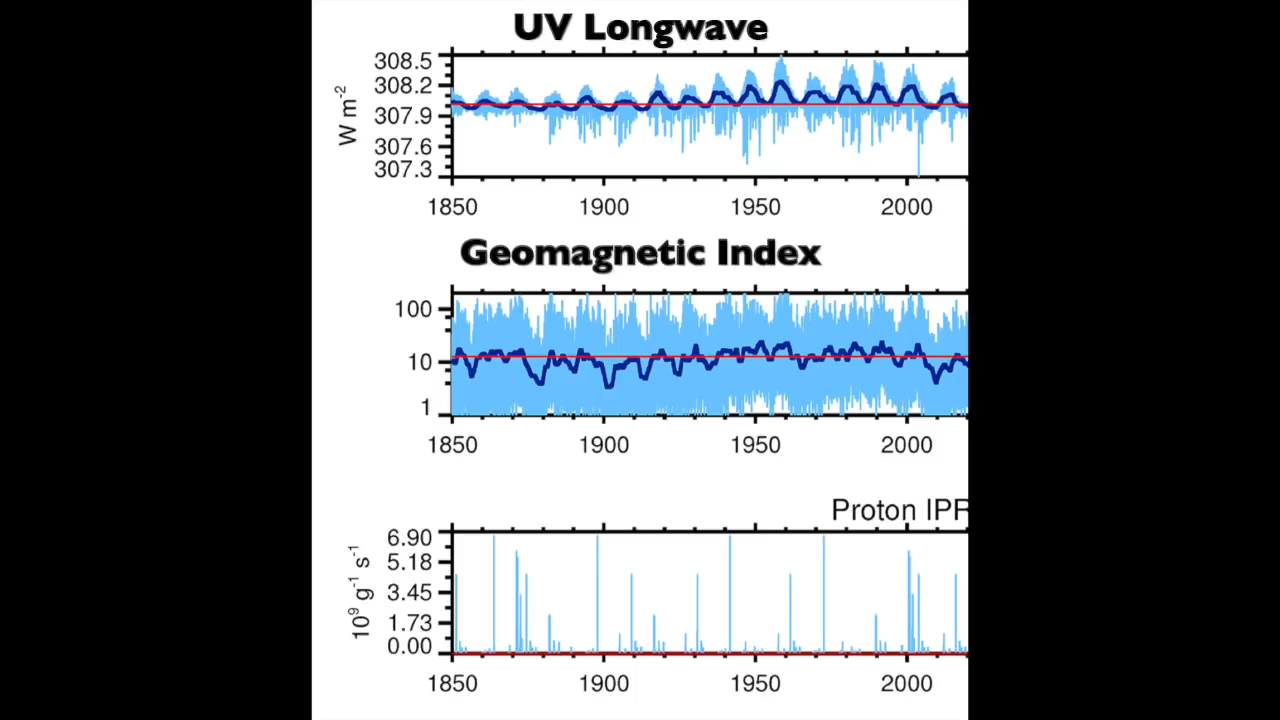 UV Longwave
308.5
308.2
307.9
307.6
307.3
W m-2
1850 1900 1950 2000
Geomagnetic Index
100
10
1
1850 1900 1950 2000
Proton IPR
6.90
5.18
3.45
1.73
0.00
10⁹ g⁻¹ s⁻¹
1850 1900 1950 2000